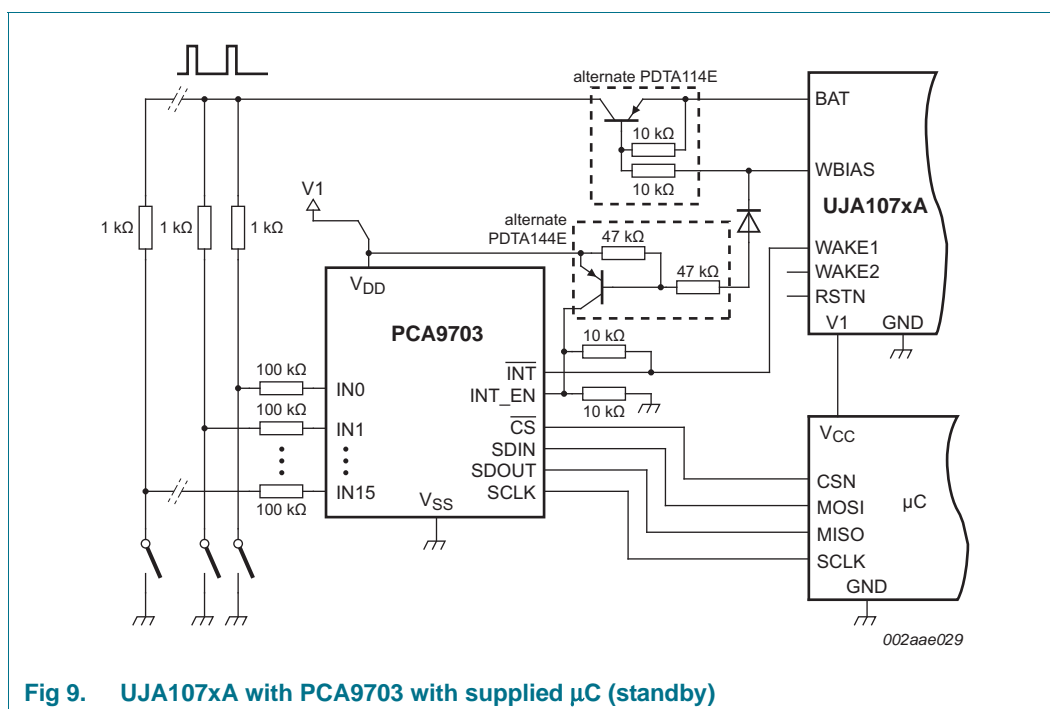 alternate PDTA114E
BAT
10 kΩ
10 kΩ
WBIAS
UJA107xA
V1
1 kΩ
1 kΩ
1 kΩ
alternate
PDTA144E
47 kΩ
47 kΩ
WAKE1
WAKE2
RSTN
V1
GND
VDD
PCA9703
10 kΩ
INT
INT_EN
10 kΩ
100 kΩ
IN0
100 kΩ
IN1
IN15
100 kΩ
CS
SDIN
SDOUT
SCLK
VSS
VCC
CSN
MOSI
µC
MISO
SCLK
GND
002aae029
Fig 9. UJA107xA with PCA9703 with supplied µC (standby)